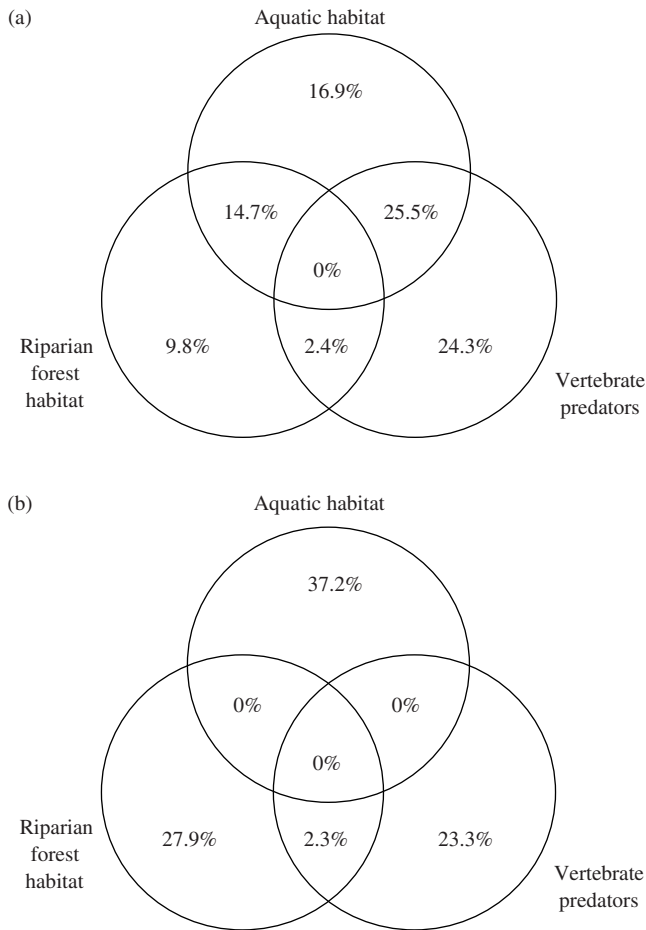 (a)
Aquatic habitat
16.9%
14.7%
25.5%
0%
9.8%
2.4%
24.3%
Riparian
forest
habitat
Vertebrate
predators
(b)
Aquatic habitat
37.2%
0%
0%
0%
27.9%
2.3%
23.3%
Riparian
forest
habitat
Vertebrate
predators